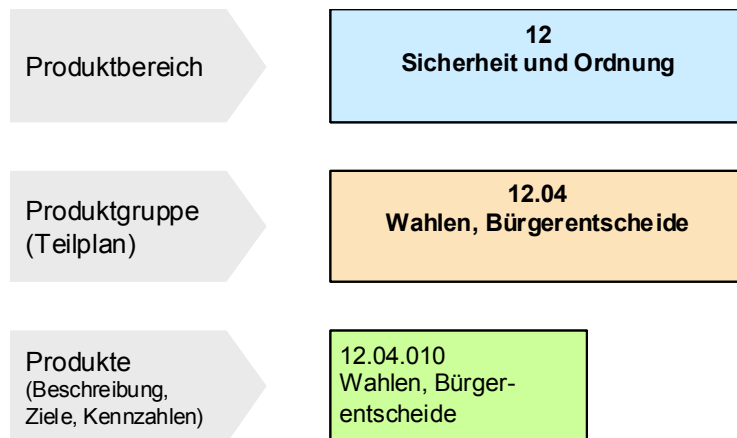 Produktbereich
12
Sicherheit und Ordnung
Produktgruppe
(Teilplan)
12.04
Wahlen, Bürgerentscheide
Produkte
(Beschreibung,
Ziele, Kennzahlen)
12.04.010
Wahlen, Bürger-
entscheide